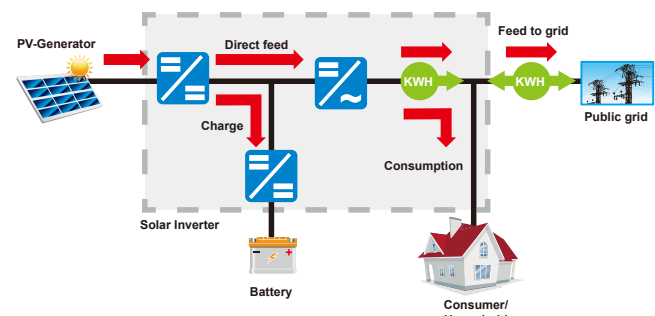 Feed to grid
PV-Generator
Direct feed
KWH
KWH
Public grid
Charge
Consumption
Solar Inverter
Battery
Consumer/